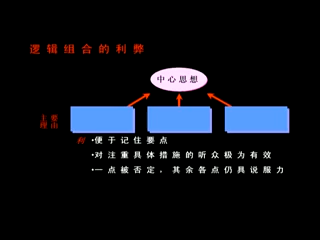 逻辑组合的利弊
中心思想
主要
理由
利
•便于记住要点
•对注重具体措施的听众极为有效
•一点被否定，其余各点仍具说服力